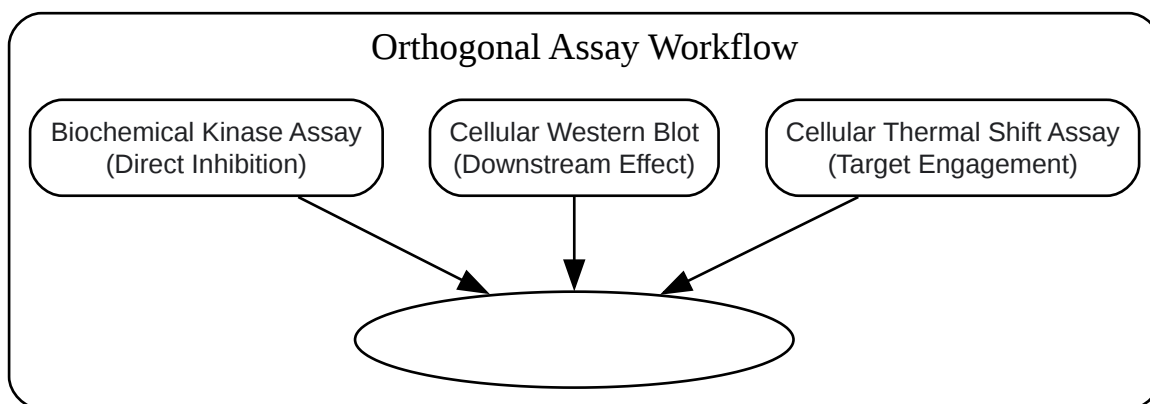 Orthogonal Assay Workflow
Biochemical Kinase Assay
(Direct Inhibition)
Cellular Western Blot
(Downstream Effect)
Cellular Thermal Shift Assay
(Target Engagement)